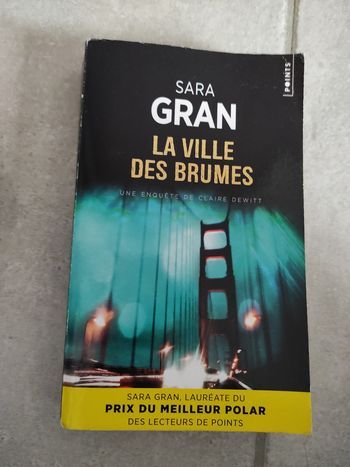 POINTS
SARA
GRAN
LA VILLE
DES BRUMES
UNE ENQUÊTE DE CLAIRE DEWITT
SARA GRAN, LAURÉATE DU
PRIX DU MEILLEUR POLAR
DES LECTEURS DE POINTS